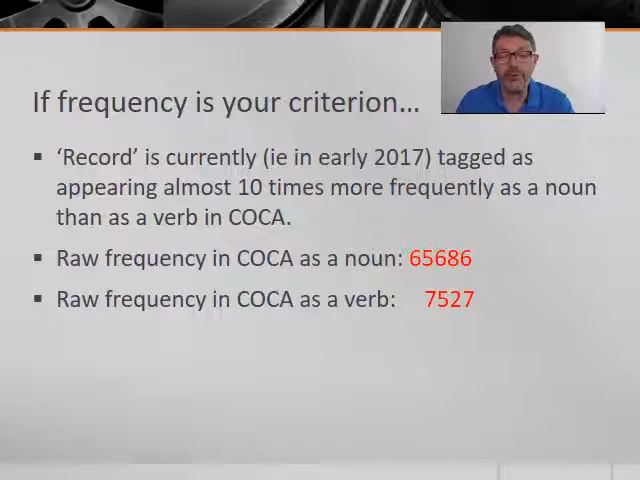 If frequency is your criterion…
▪ ‘Record’ is currently (ie in early 2017) tagged as
appearing almost 10 times more frequently as a noun
than as a verb in COCA.
▪ Raw frequency in COCA as a noun: 65686
▪ Raw frequency in COCA as a verb: 7527